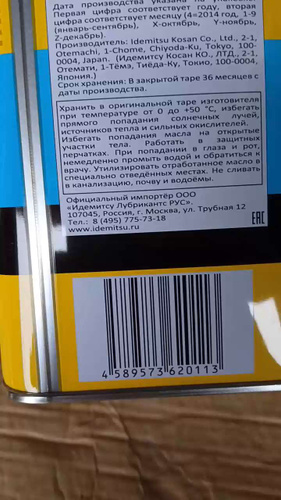 Дата производства указана на упаковке.
Первая цифра соответствует году, вторая
цифра соответствует месяцу (4=2014 год, 1-9
(январь-сентябрь), X-октябрь, Y-ноябрь,
Z-декабрь).
Производитель: Idemitsu Kosan Co., Ltd., 2-1,
Otemachi, 1-Chome, Chiyoda-Ku, Tokyo, 100-
0004, Japan. (Идемитсу Косан КО., ЛТД., 2-1,
Отемати, 1-Тёмэ, Тиёда-Ку, Токио, 100-0004,
Япония.)
Срок хранения: В закрытой таре 36 месяцев с
даты производства.
Хранить в оригинальной таре изготовителя
при температуре от 0 до +50 °С, избегать
прямого попадания солнечных лучей,
источников тепла и сильных окислителей.
Избегать попадания масла на открытые
участки тела. Работать в защитных
перчатках. При попадании в глаза и рот,
немедленно промыть водой и обратиться к
врачу. Утилизировать отработанное масло в
специально отведённых местах. Не сливать
в канализацию, почву и водоёмы.
Официальный импортёр ООО
«Идемитсу Лубрикантс РУС».
107045, Россия, г. Москва, ул. Трубная 12
Тел.: 8 (495) 775-73-18
www.idemitsu.ru
EAC
4 589573 620113